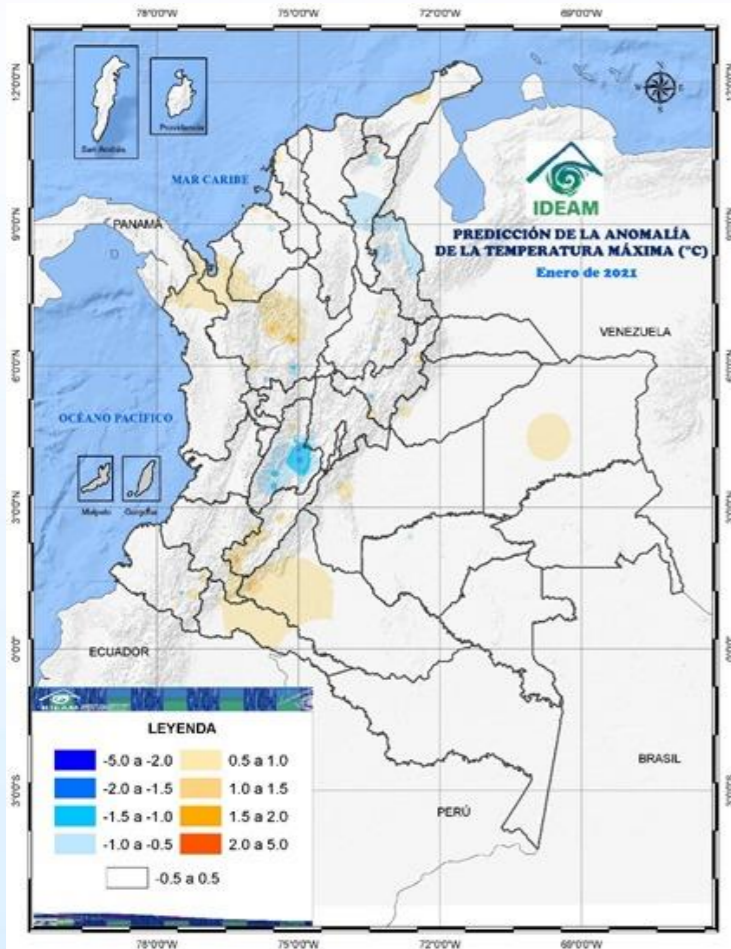 78°0'0"W 75°0'0"W 72°0'0"W 69°0'0"W
12°0'0"N
9°0'0"N
6°0'0"N
3°0'0"N
0°0'0"
3°0'0"S
San Andrés
Providencia
MAR CARIBE
PANAMÁ
IDEAM
PREDICCIÓN DE LA ANOMALÍA
DE LA TEMPERATURA MÁXIMA (°C)
Enero de 2021
VENEZUELA
OCÉANO PACÍFICO
Malpelo
Gorgona
ECUADOR
BRASIL
PERÚ
IDEAM
LEYENDA
-5.0 a -2.0 0.5 a 1.0
-2.0 a -1.5 1.0 a 1.5
-1.5 a -1.0 1.5 a 2.0
-1.0 a -0.5 2.0 a 5.0
-0.5 a 0.5
78°0'0"W 75°0'0"W 72°0'0"W 69°0'0"W